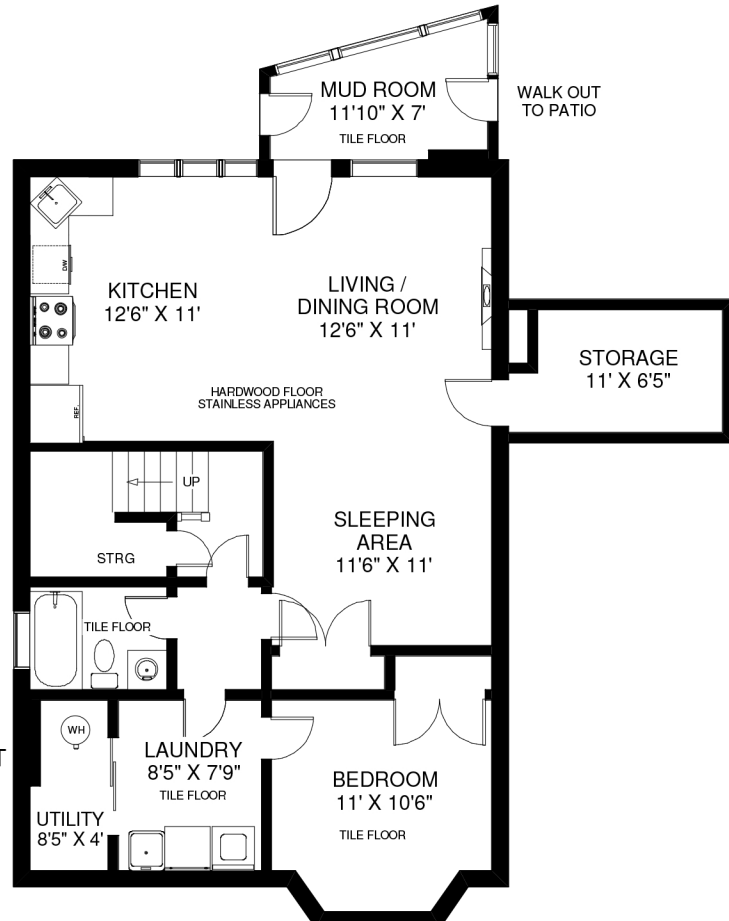 MUD ROOM
11'10" X 7'
TILE FLOOR
WALK OUT
TO PATIO
D/W
KITCHEN
12'6" X 11'
LIVING /
DINING ROOM
12'6" X 11'
STORAGE
11' X 6'5"
HARDWOOD FLOOR
STAINLESS APPLIANCES
REF.
UP
STRG
SLEEPING
AREA
11'6" X 11'
TILE FLOOR
WH
T
LAUNDRY
8'5" X 7'9"
TILE FLOOR
UTILITY
8'5" X 4'
BEDROOM
11' X 10'6"
TILE FLOOR